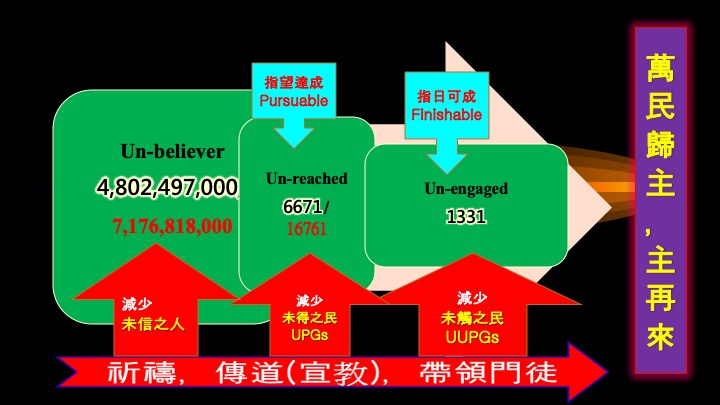 指望達成
Pursuable
指日可成
Finishable
Un-believer
4,802,497,000,
7,176,818,000
Un-reached
6671/
16761
Un-engaged
1331
減少
未信之人
減少
未得之民
UPGs
減少
未觸之民
UUPGs
祈禱, 傳道(宣教), 帶領門徒
萬民歸主,主再來